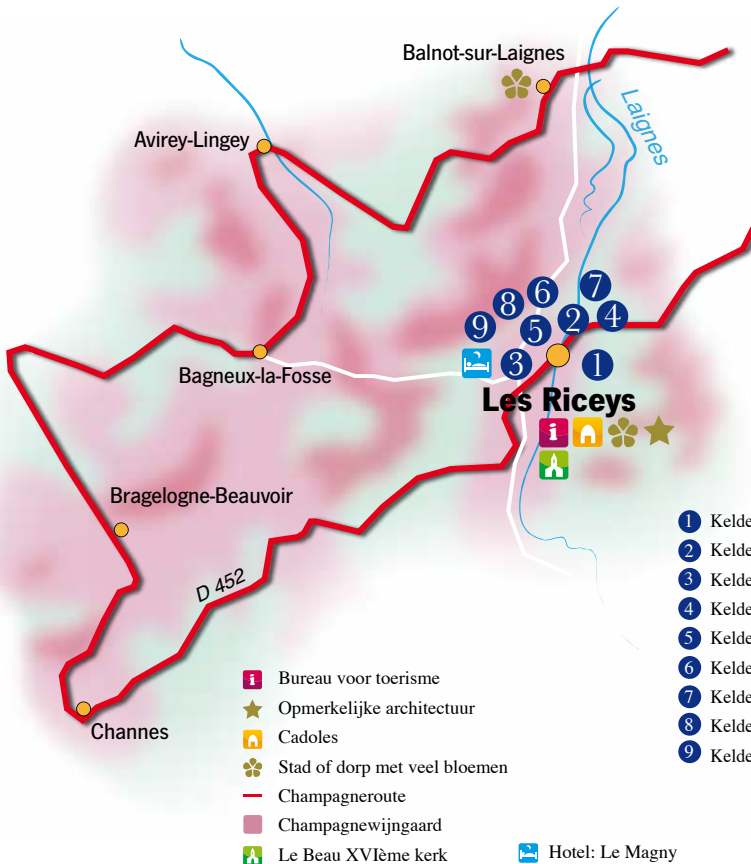 Balnot-sur-Laignes
Laignes
Avirey-Lingey
7
6
8
2
4
5
9
3
1
Bagneux-la-Fosse
Les Riceys
i
Bragelogne-Beauvoir
D 452
Channes
1 Kelde
2 Kelde
3 Kelde
4 Kelde
5 Kelde
6 Kelde
7 Kelde
8 Kelde
9 Kelde
i Bureau voor toerisme
Opmerkelijke architectuur
Cadoles
Stad of dorp met veel bloemen
Champagneroute
Champagnewijngaard
Le Beau XVIème kerk
Hotel: Le Magny